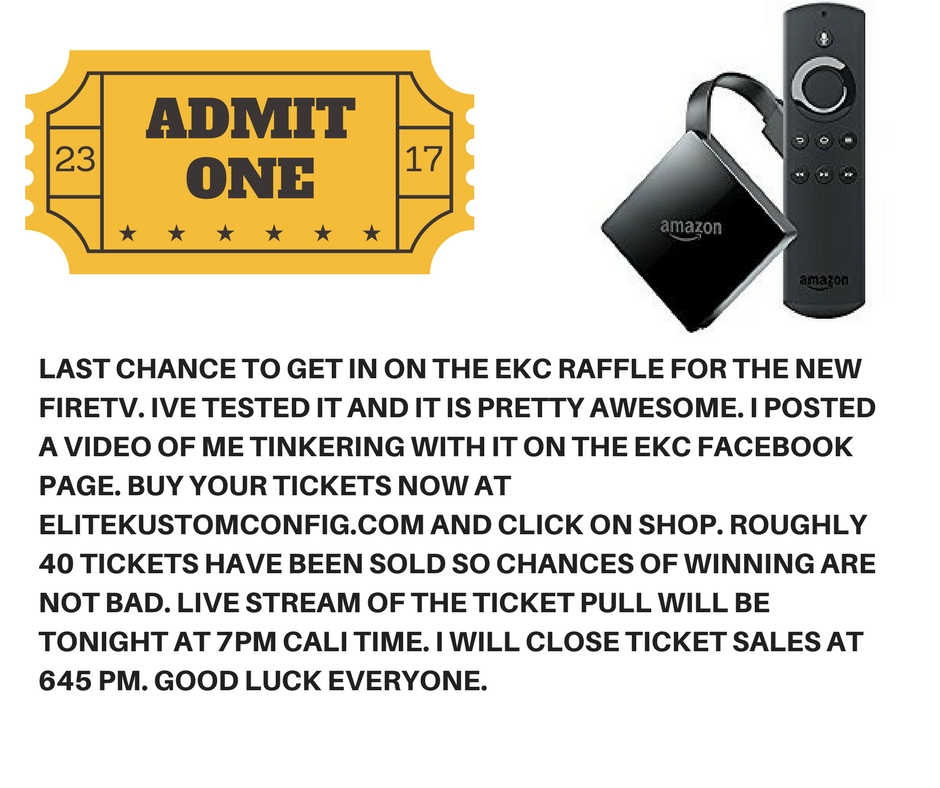 ADMIT
ONE
23
17
amazon
amazon
LAST CHANCE TO GET IN ON THE EKC RAFFLE FOR THE NEW
FIRETV. IVE TESTED IT AND IT IS PRETTY AWESOME. I POSTED
A VIDEO OF ME TINKERING WITH IT ON THE EKC FACEBOOK
PAGE. BUY YOUR TICKETS NOW AT
ELITEKUSTOMCONFIG.COM AND CLICK ON SHOP. ROUGHLY
40 TICKETS HAVE BEEN SOLD SO CHANCES OF WINNING ARE
NOT BAD. LIVE STREAM OF THE TICKET PULL WILL BE
TONIGHT AT 7PM CALI TIME. I WILL CLOSE TICKET SALES AT
645 PM. GOOD LUCK EVERYONE.